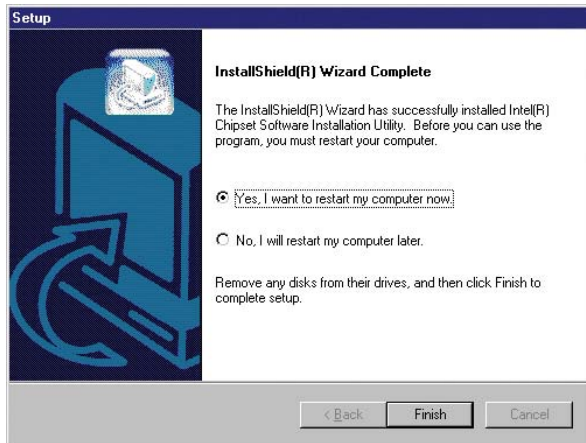 Setup
InstallShield(R) Wizard Complete
The InstallShield(R) Wizard has successfully installed Intel(R)
Chipset Software Installation Utility.  Before you can use the
program, you must restart your computer.
Yes, I want to restart my computer now.
No, I will restart my computer later.
Remove any disks from their drives, and then click Finish to
complete setup.
< Back
Finish
Cancel